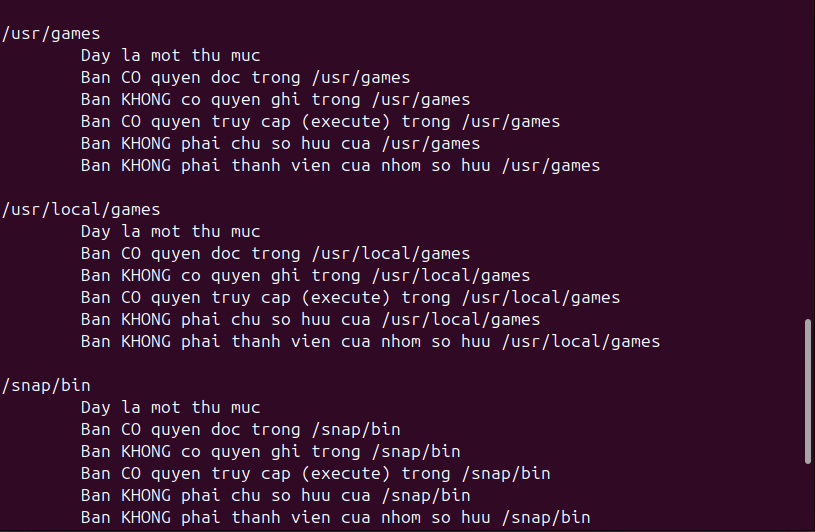 /usr/games
Day la mot thu muc
Ban CO quyen doc trong /usr/games
Ban KHONG co quyen ghi trong /usr/games
Ban CO quyen truy cap (execute) trong /usr/games
Ban KHONG phai chu so huu cua /usr/games
Ban KHONG phai thanh vien cua nhom so huu /usr/games
/usr/local/games
Day la mot thu muc
Ban CO quyen doc trong /usr/local/games
Ban KHONG co quyen ghi trong /usr/local/games
Ban CO quyen truy cap (execute) trong /usr/local/games
Ban KHONG phai chu so huu cua /usr/local/games
Ban KHONG phai thanh vien cua nhom so huu /usr/local/games
/snap/bin
Day la mot thu muc
Ban CO quyen doc trong /snap/bin
Ban KHONG co quyen ghi trong /snap/bin
Ban CO quyen truy cap (execute) trong /snap/bin
Ban KHONG phai chu so huu cua /snap/bin
Ban KHONG phai thanh vien cua nhom so huu /snap/bin